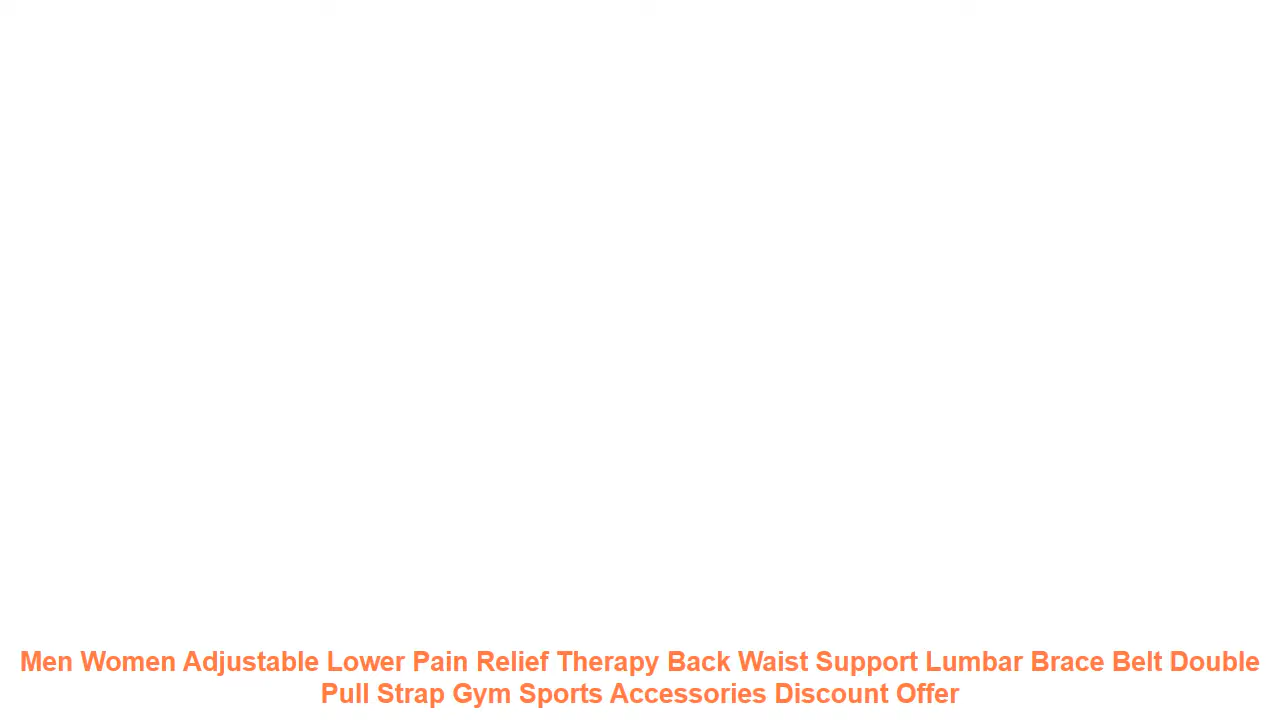 Men Women Adjustable Lower Pain Relief Therapy Back Waist Support Lumbar Brace Belt Double
Pull Strap Gym Sports Accessories Discount Offer